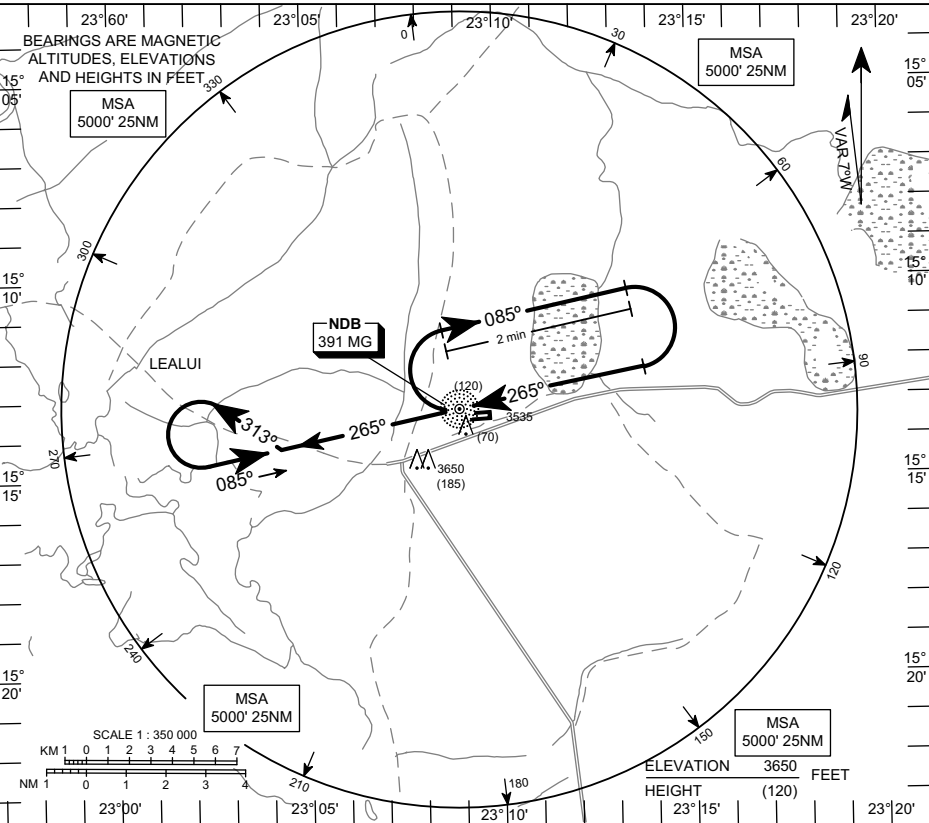 23°60'
23°05'
23°10'
23°15'
23°20'
BEARINGS ARE MAGNETIC
ALTITUDES, ELEVATIONS
AND HEIGHTS IN FEET
MSA
5000' 25NM
MSA
5000' 25NM
0
30
330
60
300
90
270
120
240
150
210
180
15°
05'
15°
05'
VAR 7°W
15°
10'
15°
10'
NDB
391 MG
085°
2 min
265°
LEALUI
(120)
3535
(70)
313°
265°
085°
3650
(185)
15°
15'
15°
15'
15°
20'
15°
20'
MSA
5000' 25NM
MSA
5000' 25NM
SCALE 1 : 350 000
KM 1 0 1 2 3 4 5 6 7
NM 1 0 1 2 3 4
ELEVATION 3650 FEET
HEIGHT (120)
23°00'
23°05'
23°10'
23°15'
23°20'